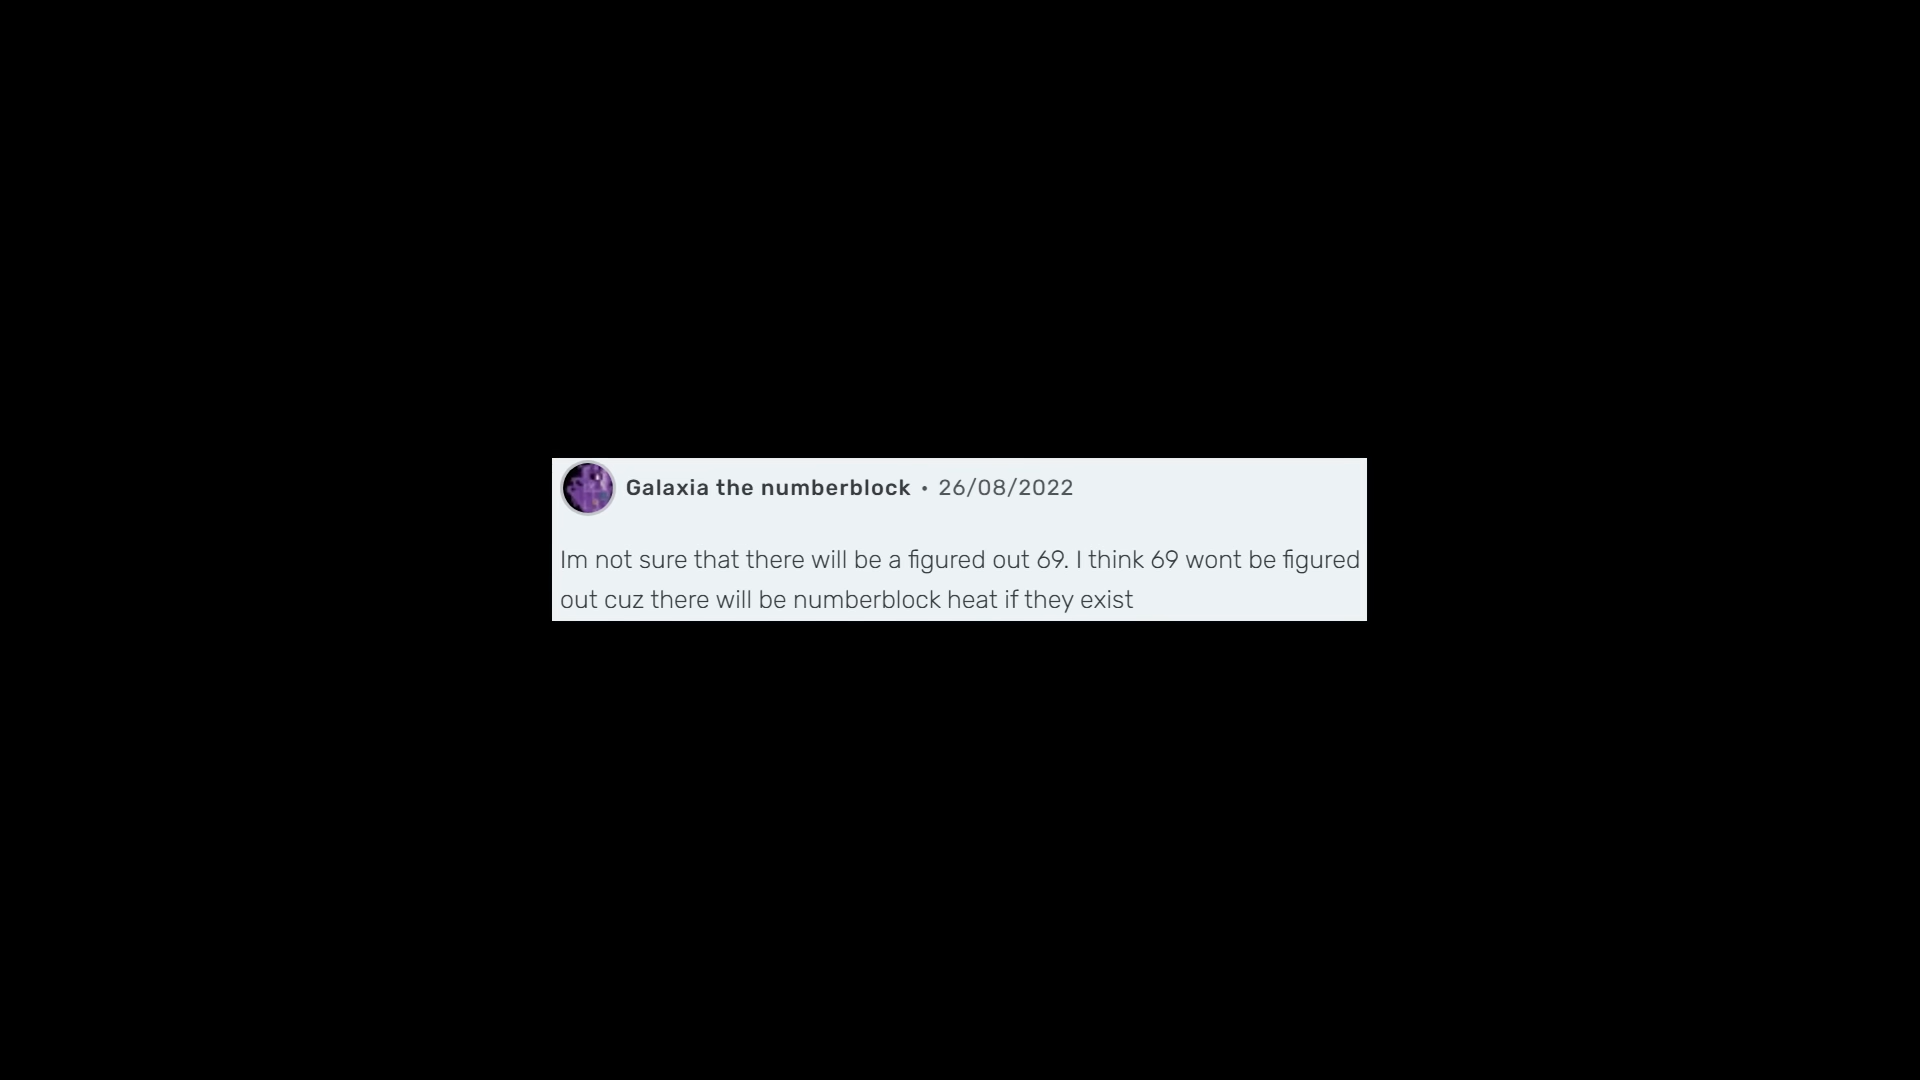 Galaxia the numberblock • 26/08/2022
Im not sure that there will be a figured out 69. I think 69 wont be figured
out cuz there will be numberblock heat if they exist